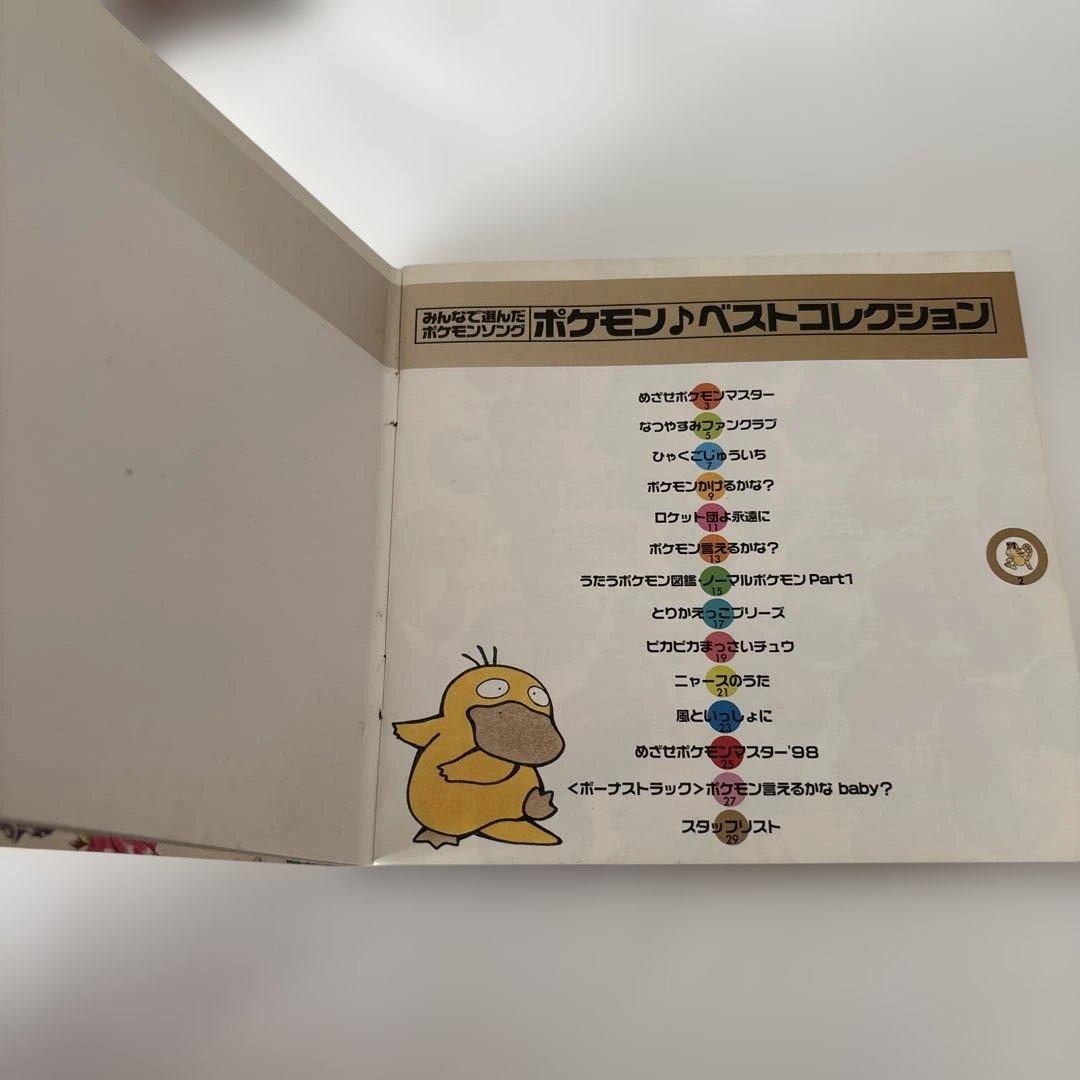 みんなで選んだ
ポケモンソング
ポケモン♪ベストコレクション
めざせポケモンマスター
3
なつやすみファンクラブ
5
ひゃくごじゅういち
7
ポケモンかけるかな?
9
ロケット団よ永遠に
11
ポケモン言えるかな?
13
うたうポケモン図鑑・ノーマルポケモンPart1
15
とりかえっこプリーズ
17
ピカピカまっさいチュウ
19
ニャースのうた
21
風といっしょに
23
めざせポケモンマスター'98
25
<ボーナストラック>ポケモン言えるかな baby?
27
スタッフリスト
29
2